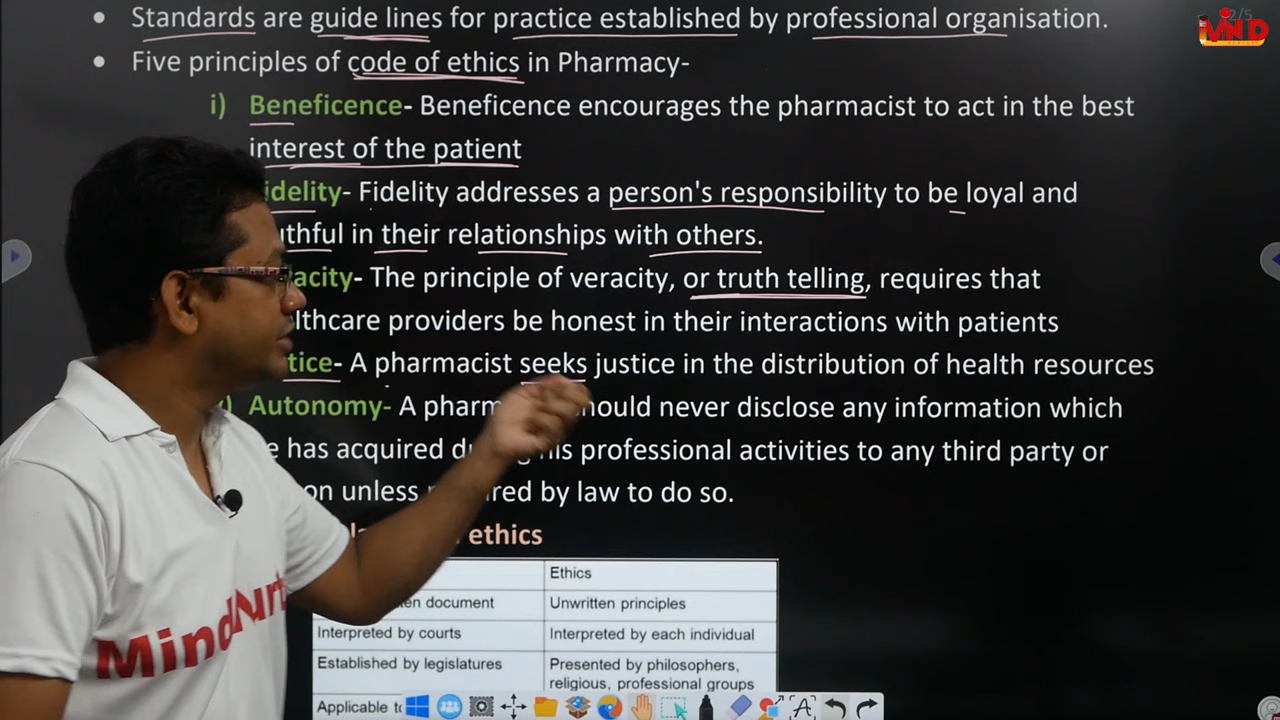 • Standards are guide lines for practice established by professional organisation.
2/5
MIND
• Five principles of code of ethics in Pharmacy-
i) Beneficence- Beneficence encourages the pharmacist to act in the best
interest of the patient
idelity- Fidelity addresses a person's responsibility to be loyal and
thful in their relationships with others.
acity- The principle of veracity, or truth telling, requires that
lthcare providers be honest in their interactions with patients
tice- A pharmacist seeks justice in the distribution of health resources
) Autonomy- A pharm hould never disclose any information which
e has acquired d his professional activities to any third party or
on unless red by law to do so.
ethics
Ethics
en document Unwritten principles
Interpreted by courts Interpreted by each individual
Established by legislatures Presented by philosophers,
religious, professional groups
Applicable
Mind